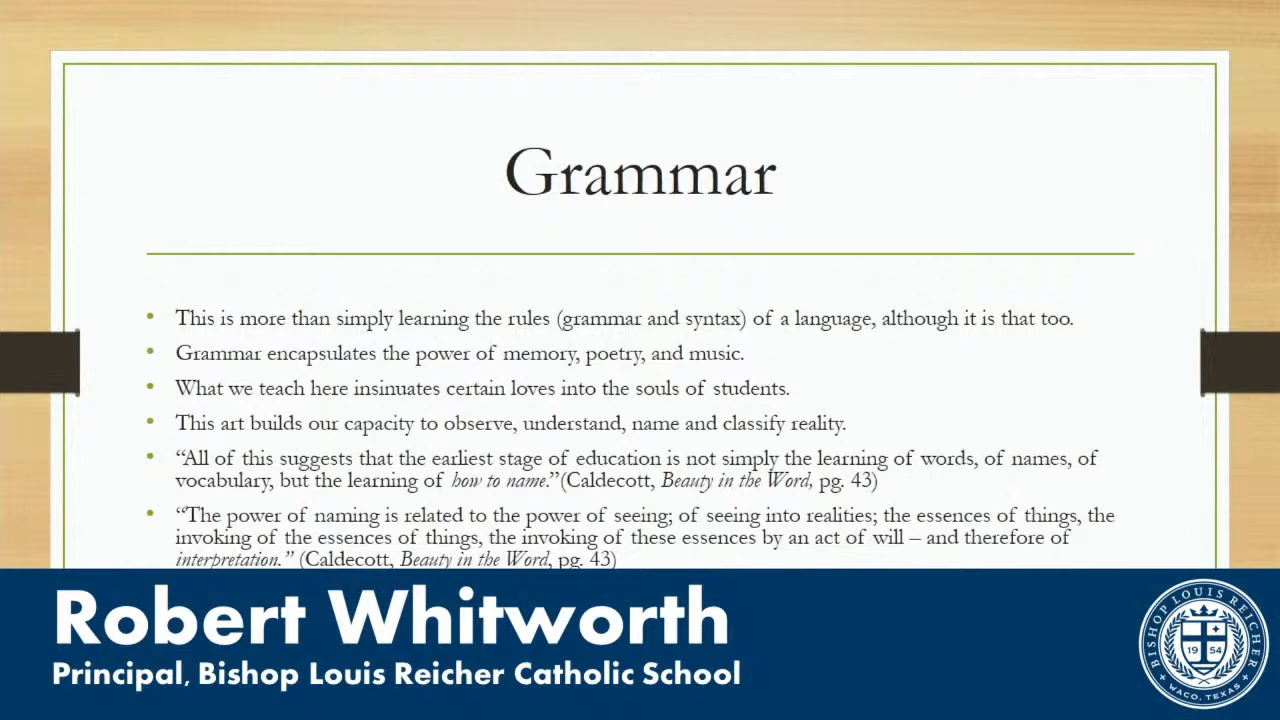 Grammar
• This is more than simply learning the rules (grammar and syntax) of a language, although it is that too.
• Grammar encapsulates the power of memory, poetry, and music.
• What we teach here insinuates certain loves into the souls of students.
• This art builds our capacity to observe, understand, name and classify reality.
• “All of this suggests that the earliest stage of education is not simply the learning of words, of names, of
vocabulary, but the learning of how to name.”(Caldecott, Beauty in the Word, pg. 43)
• “The power of naming is related to the power of seeing; of seeing into realities; the essences of things, the
invoking of the essences of things, the invoking of these essences by an act of will – and therefore of
interpretation.” (Caldecott, Beauty in the Word, pg. 43)
Robert Whitworth
Principal, Bishop Louis Reicher Catholic School
BISHOP LOUIS REICHER
19 54
WACO, TEXAS